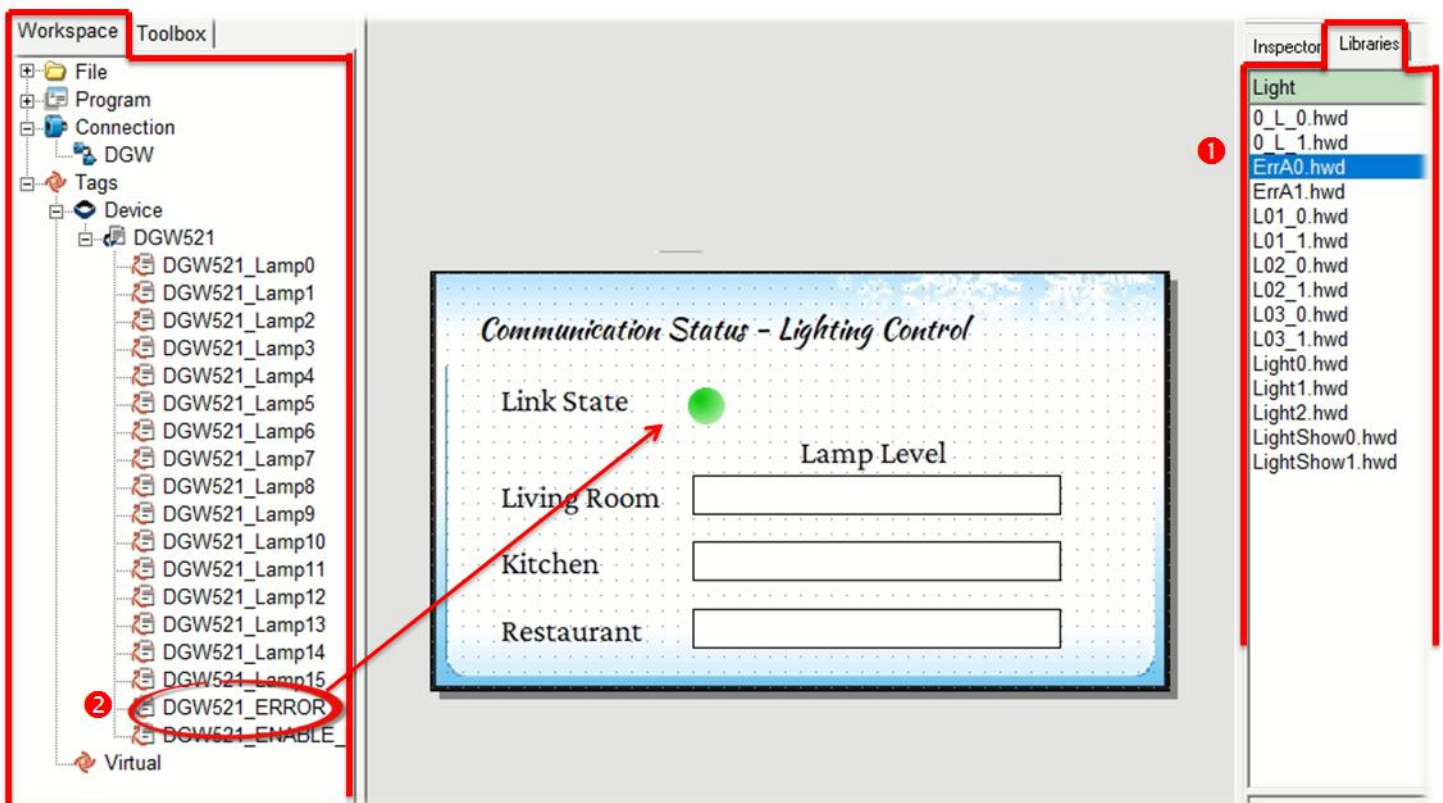 Workspace Toolbox
File
Program
Connection
DGW
Tags
Device
DGW521
DGW521_Lamp0
DGW521_Lamp1
DGW521_Lamp2
DGW521_Lamp3
DGW521_Lamp4
DGW521_Lamp5
DGW521_Lamp6
DGW521_Lamp7
DGW521_Lamp8
DGW521_Lamp9
DGW521_Lamp10
DGW521_Lamp11
DGW521_Lamp12
DGW521_Lamp13
DGW521_Lamp14
DGW521_Lamp15
2 DGW521_ERROR
DGW521_ENABLE_
Virtual
Communication Status - Lighting Control
Link State
Lamp Level
Living Room
Kitchen
Restaurant
Inspector Libraries
Light
1
0_L_0.hwd
0_L_1.hwd
ErrA0.hwd
ErrA1.hwd
L01_0.hwd
L01_1.hwd
L02_0.hwd
L02_1.hwd
L03_0.hwd
L03_1.hwd
Light0.hwd
Light1.hwd
Light2.hwd
LightShow0.hwd
LightShow1.hwd